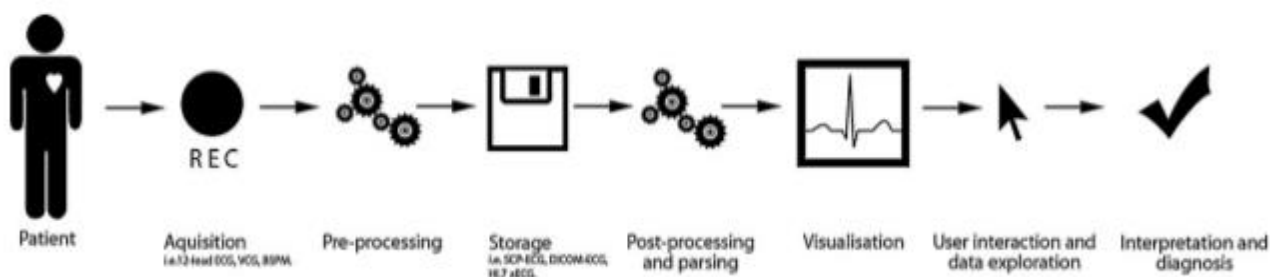 REC
Patient
Aquisition
i.e.12-lead ECG, VCG, BSPM.
Pre-processing
Storage
i.e. SCP-ECG, DICOM-ECG,
HL7 aECG.
Post-processing
and parsing
Visualisation
User interaction and
data exploration
Interpretation and
diagnosis